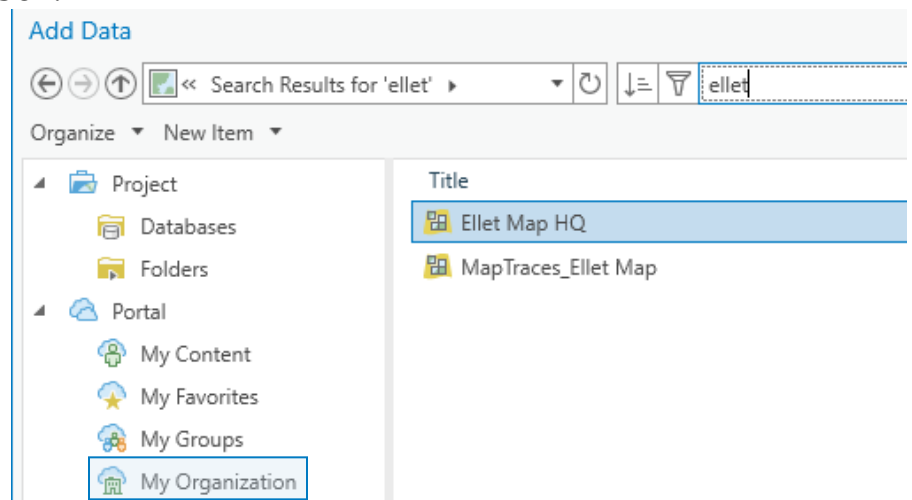 Add Data
« Search Results for 'ellet' ellet
Organize New Item
Project
Databases
Folders
Portal
My Content
My Favorites
My Groups
My Organization
Title
Ellet Map HQ
MapTraces_Ellet Map